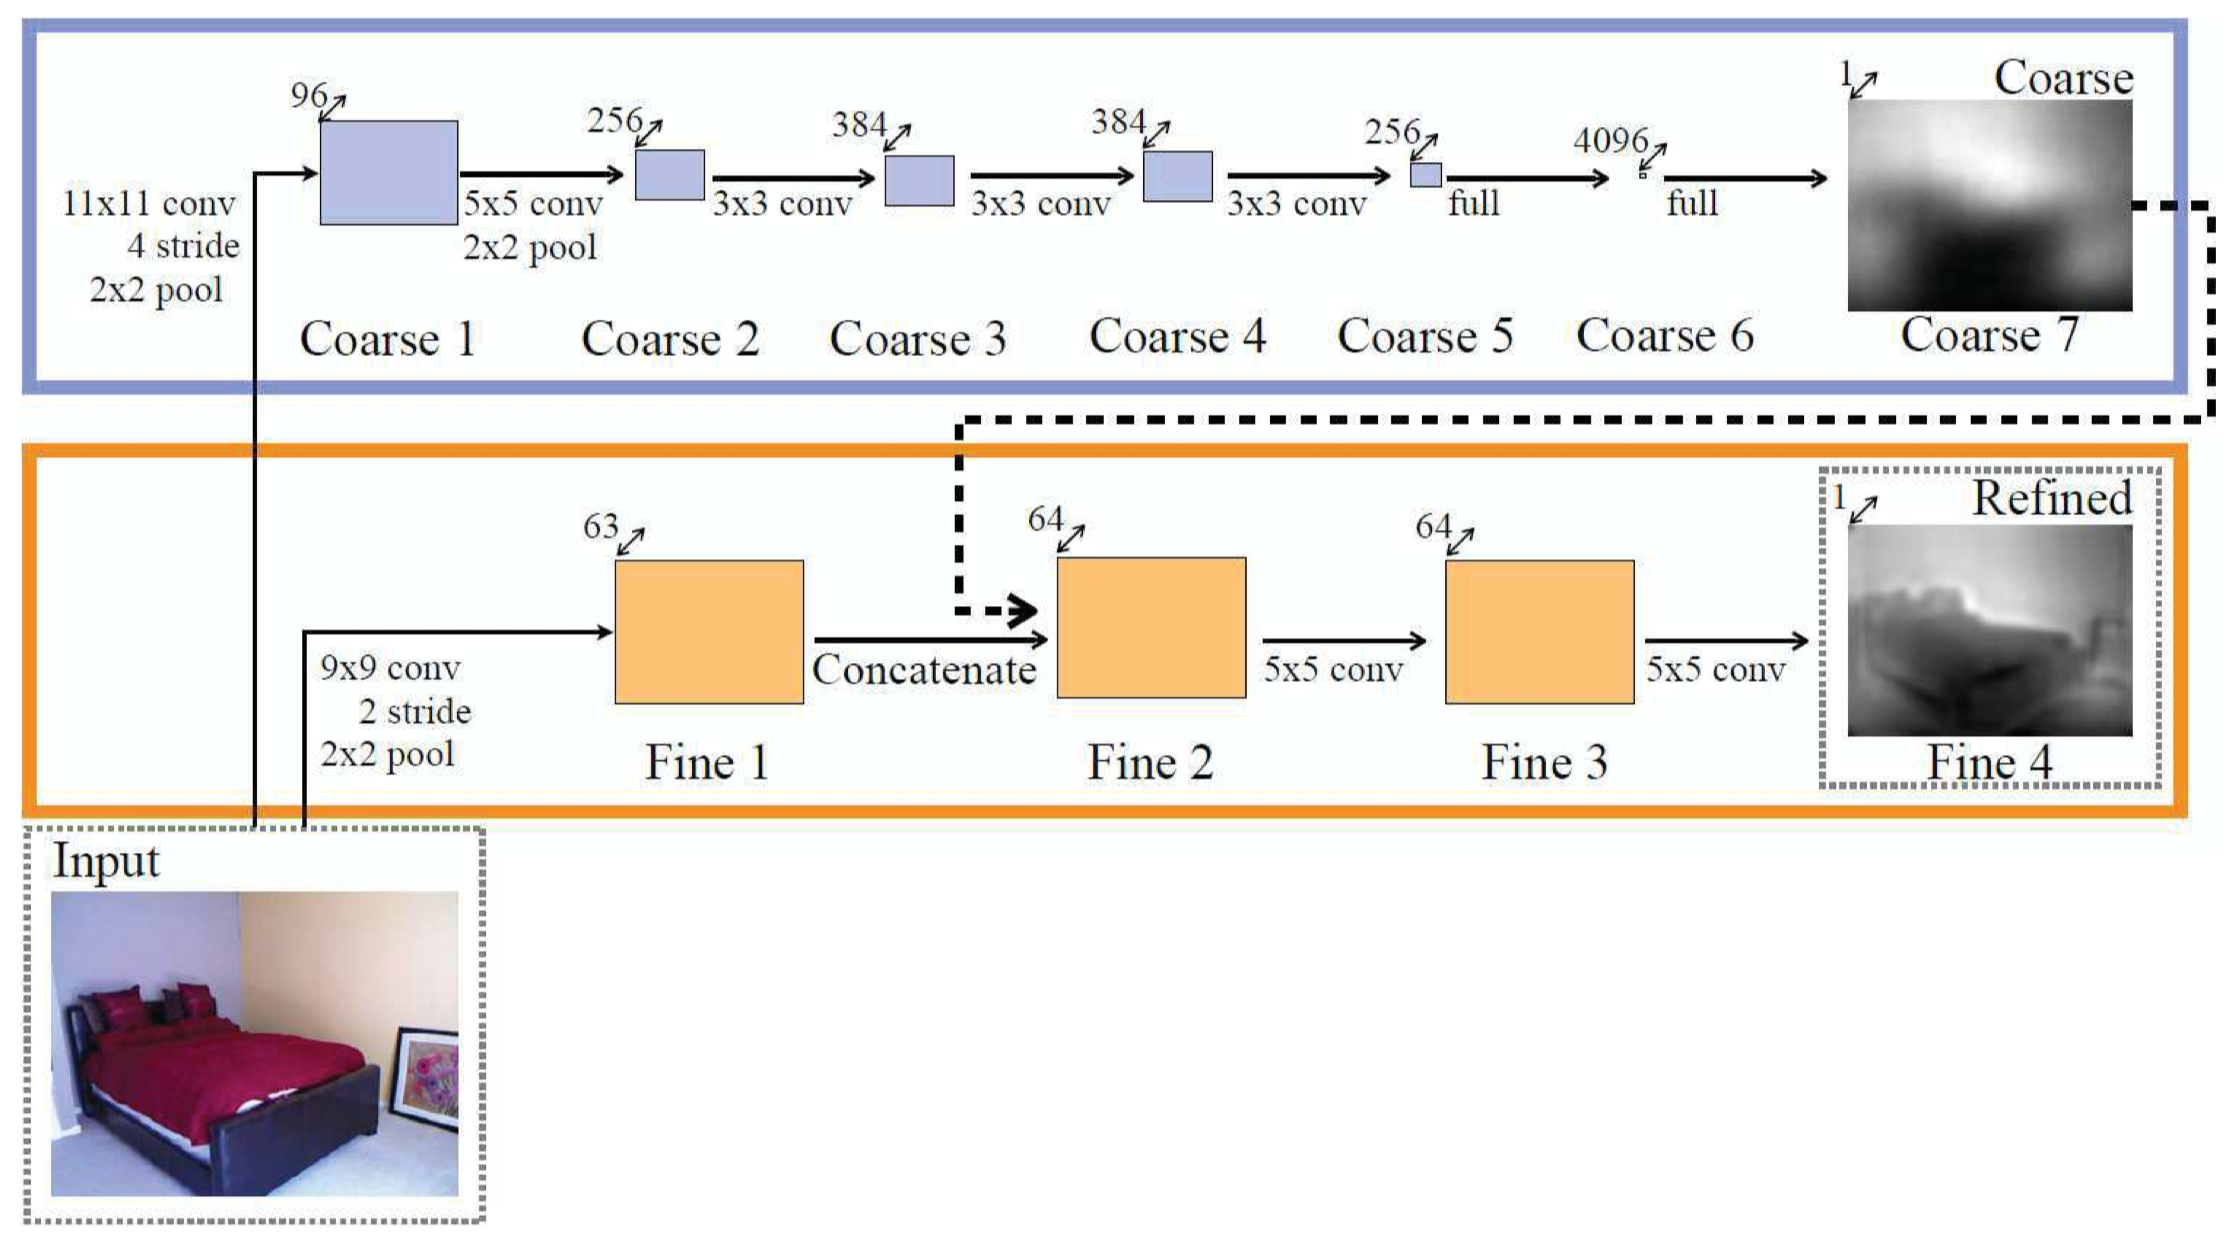 96
256
384
384
256
4096
1
Coarse
11x11 conv
4 stride
2x2 pool
5x5 conv
2x2 pool
3x3 conv
3x3 conv
3x3 conv
full
full
Coarse 1
Coarse 2
Coarse 3
Coarse 4
Coarse 5
Coarse 6
Coarse 7
63
64
64
1
Refined
9x9 conv
2 stride
2x2 pool
Concatenate
5x5 conv
5x5 conv
Fine 1
Fine 2
Fine 3
Fine 4
Input